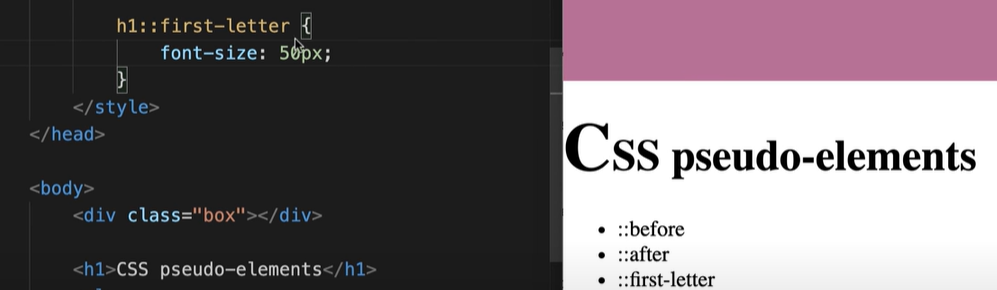 h1::first-letter {
font-size: 50px;
}
</style>
</head>
<body>
<div class="box"></div>
<h1>CSS pseudo-elements</h1>
CSS pseudo-elements
• ::before
• ::after
• ::first-letter